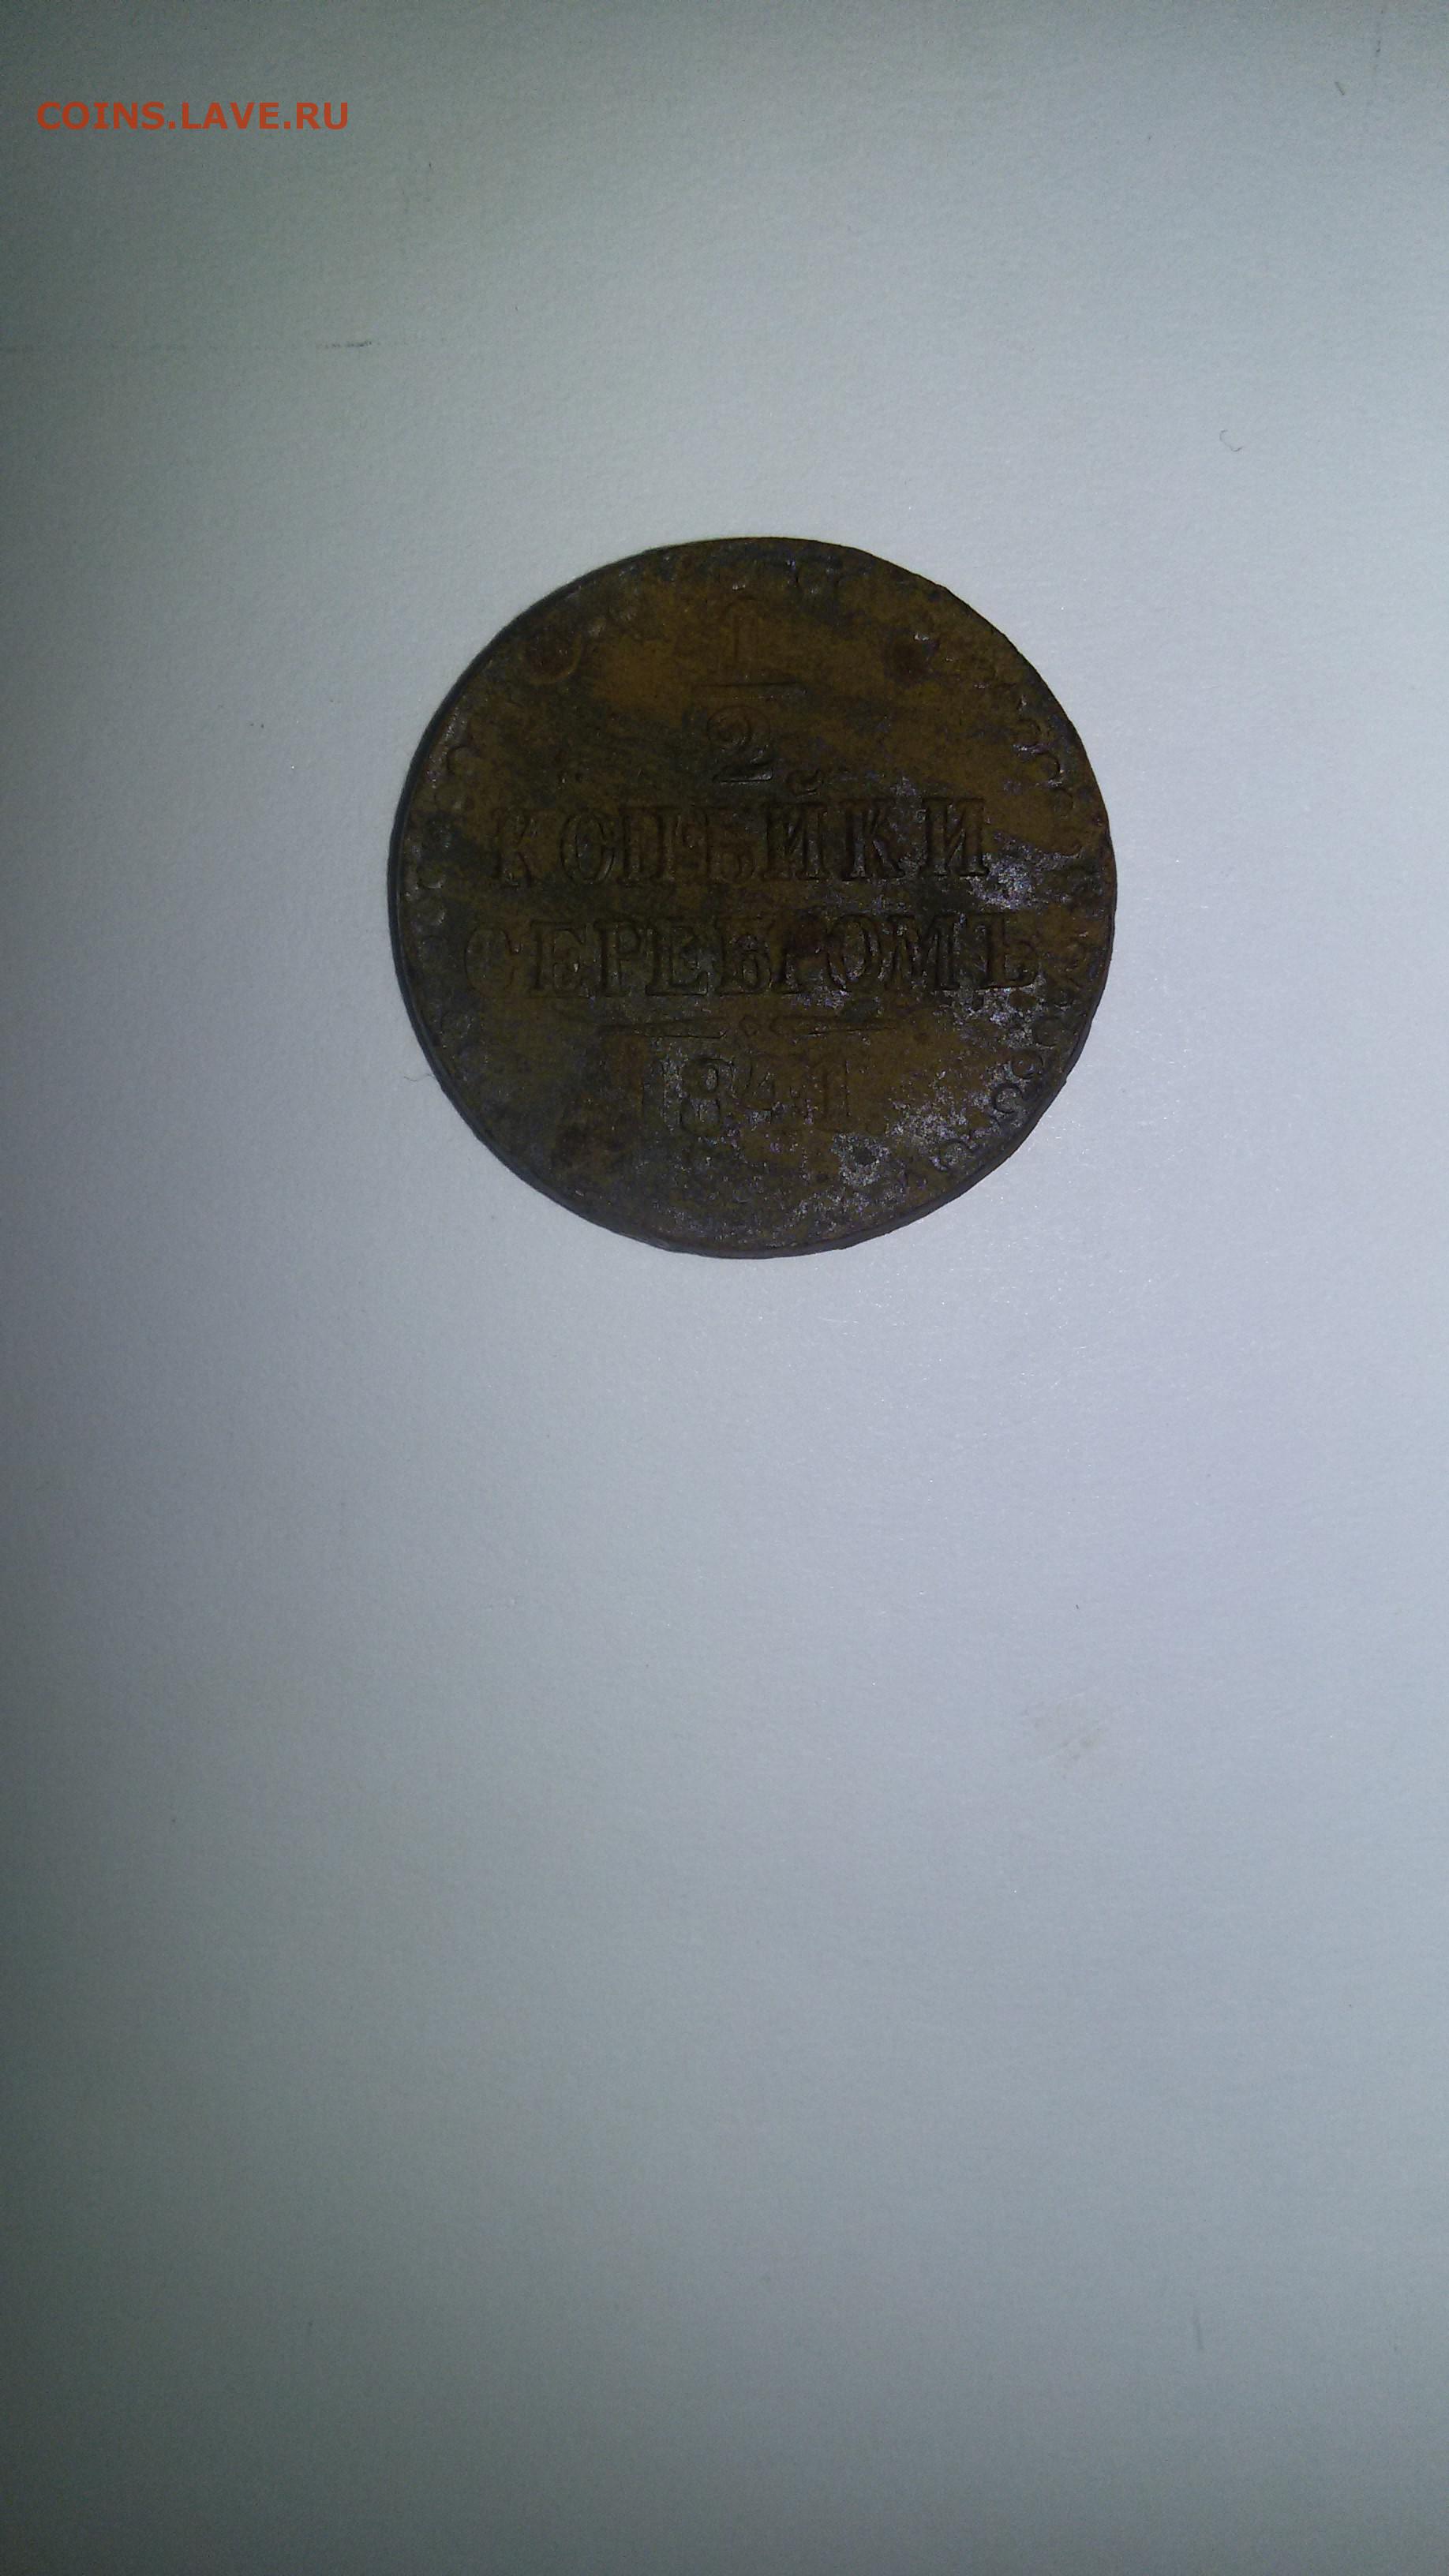 COINS.LAVE.RU
1
2
КОПѢЙКИ
СЕРЕБРОМЪ
1841